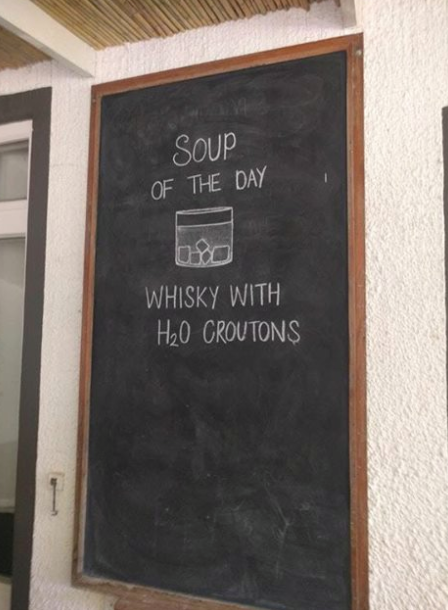 SOUP
OF THE DAY
WHISKY WITH
H₂O CROUTONS